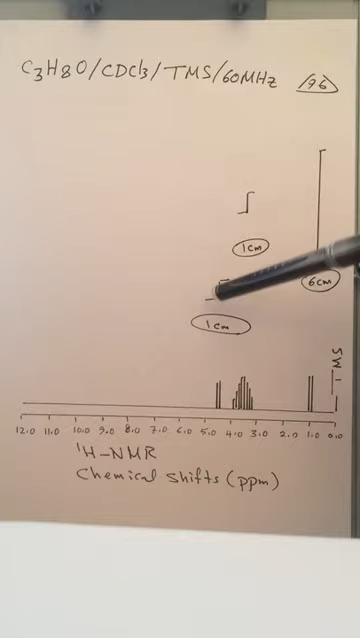 C3H8O/CDCl3/TMS/60MHZ 176
1cm
6cm
1cm
TMS
12.0 11.0 10.0 9.0 8.0 7.0 6.0 5.0 4.0 3.0 2.0 1.0 0.0
1H-NMR
Chemical shifts (ppm)